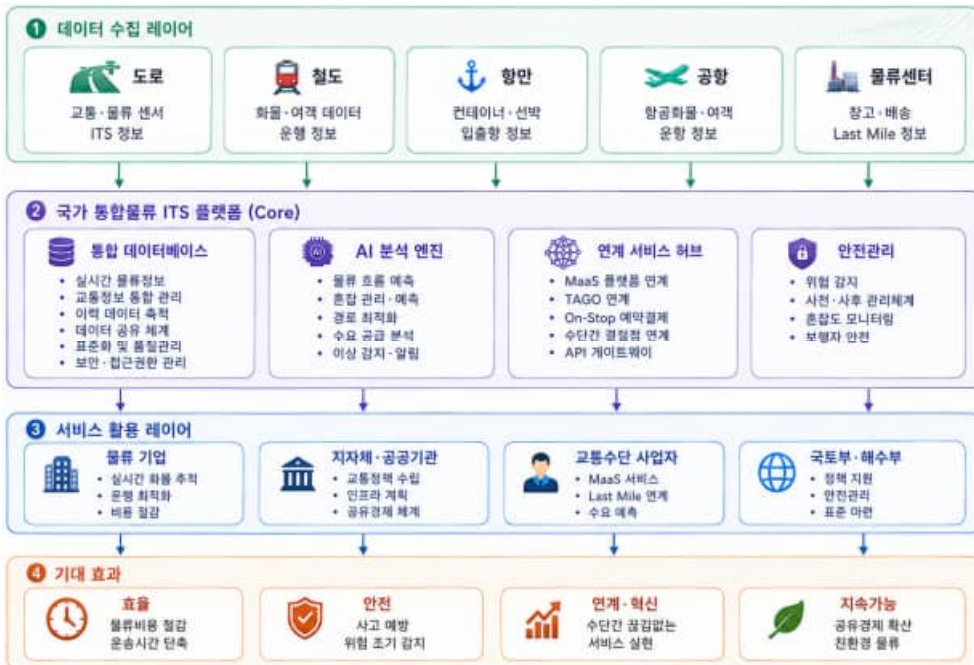 1 데이터 수집 레이어
도로
교통·물류 센서
ITS 정보
철도
화물·여객 데이터
운행 정보
항만
컨테이너·선박
입출항 정보
공항
항공화물·여객
운항 정보
물류센터
창고·배송
Last Mile 정보
2 국가 통합물류 ITS 플랫폼 (Core)
통합 데이터베이스
• 실시간 물류정보
• 교통정보 통합 관리
• 이력 데이터 축적
• 데이터 공유 체계
• 표준화 및 품질관리
• 보안·접근권한 관리
AI 분석 엔진
• 물류 흐름 예측
• 혼잡 관리·예측
• 경로 최적화
• 수요 공급 분석
• 이상 감지·알림
연계 서비스 허브
• MaaS 플랫폼 연계
• TAGO 연계
• On-Stop 예약결제
• 수단간 결절점 연계
• API 게이트웨이
안전관리
• 위험 감지
• 사전·사후 관리체계
• 혼잡도 모니터링
• 보행자 안전
3 서비스 활용 레이어
물류 기업
• 실시간 화물 추적
• 운행 최적화
• 비용 절감
지자체·공공기관
• 교통정책 수립
• 인프라 계획
• 공유경제 체계
교통수단 사업자
• MaaS 서비스
• Last Mile 연계
• 수요 예측
국토부·해수부
• 정책 지원
• 안전관리
• 표준 마련
4 기대 효과
효율
물류비용 절감
운송시간 단축
안전
사고 예방
위험 조기 감지
연계·혁신
수단간 끊김없는
서비스 실현
지속가능
공유경제 확산
친환경 물류